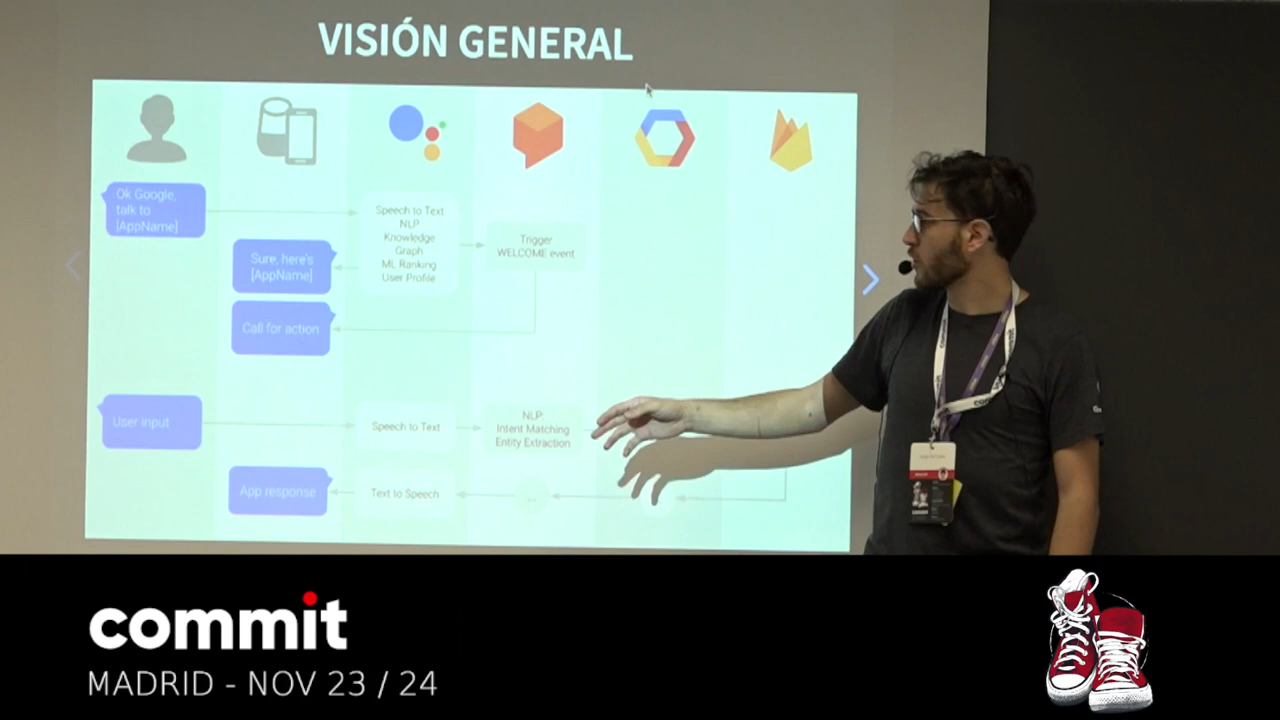 VISIÓN GENERAL
Ok Google,
talk to
[AppName]
Speech to Text
NLP
Knowledge
Graph
ML Ranking
User Profile
Trigger
WELCOME event
Sure, here's
[AppName]
Call for action
User input
Speech to Text
NLP:
Intent Matching
Entity Extraction
App response
Text to Speech
...
commit
commit
MADRID - NOV 23 / 24